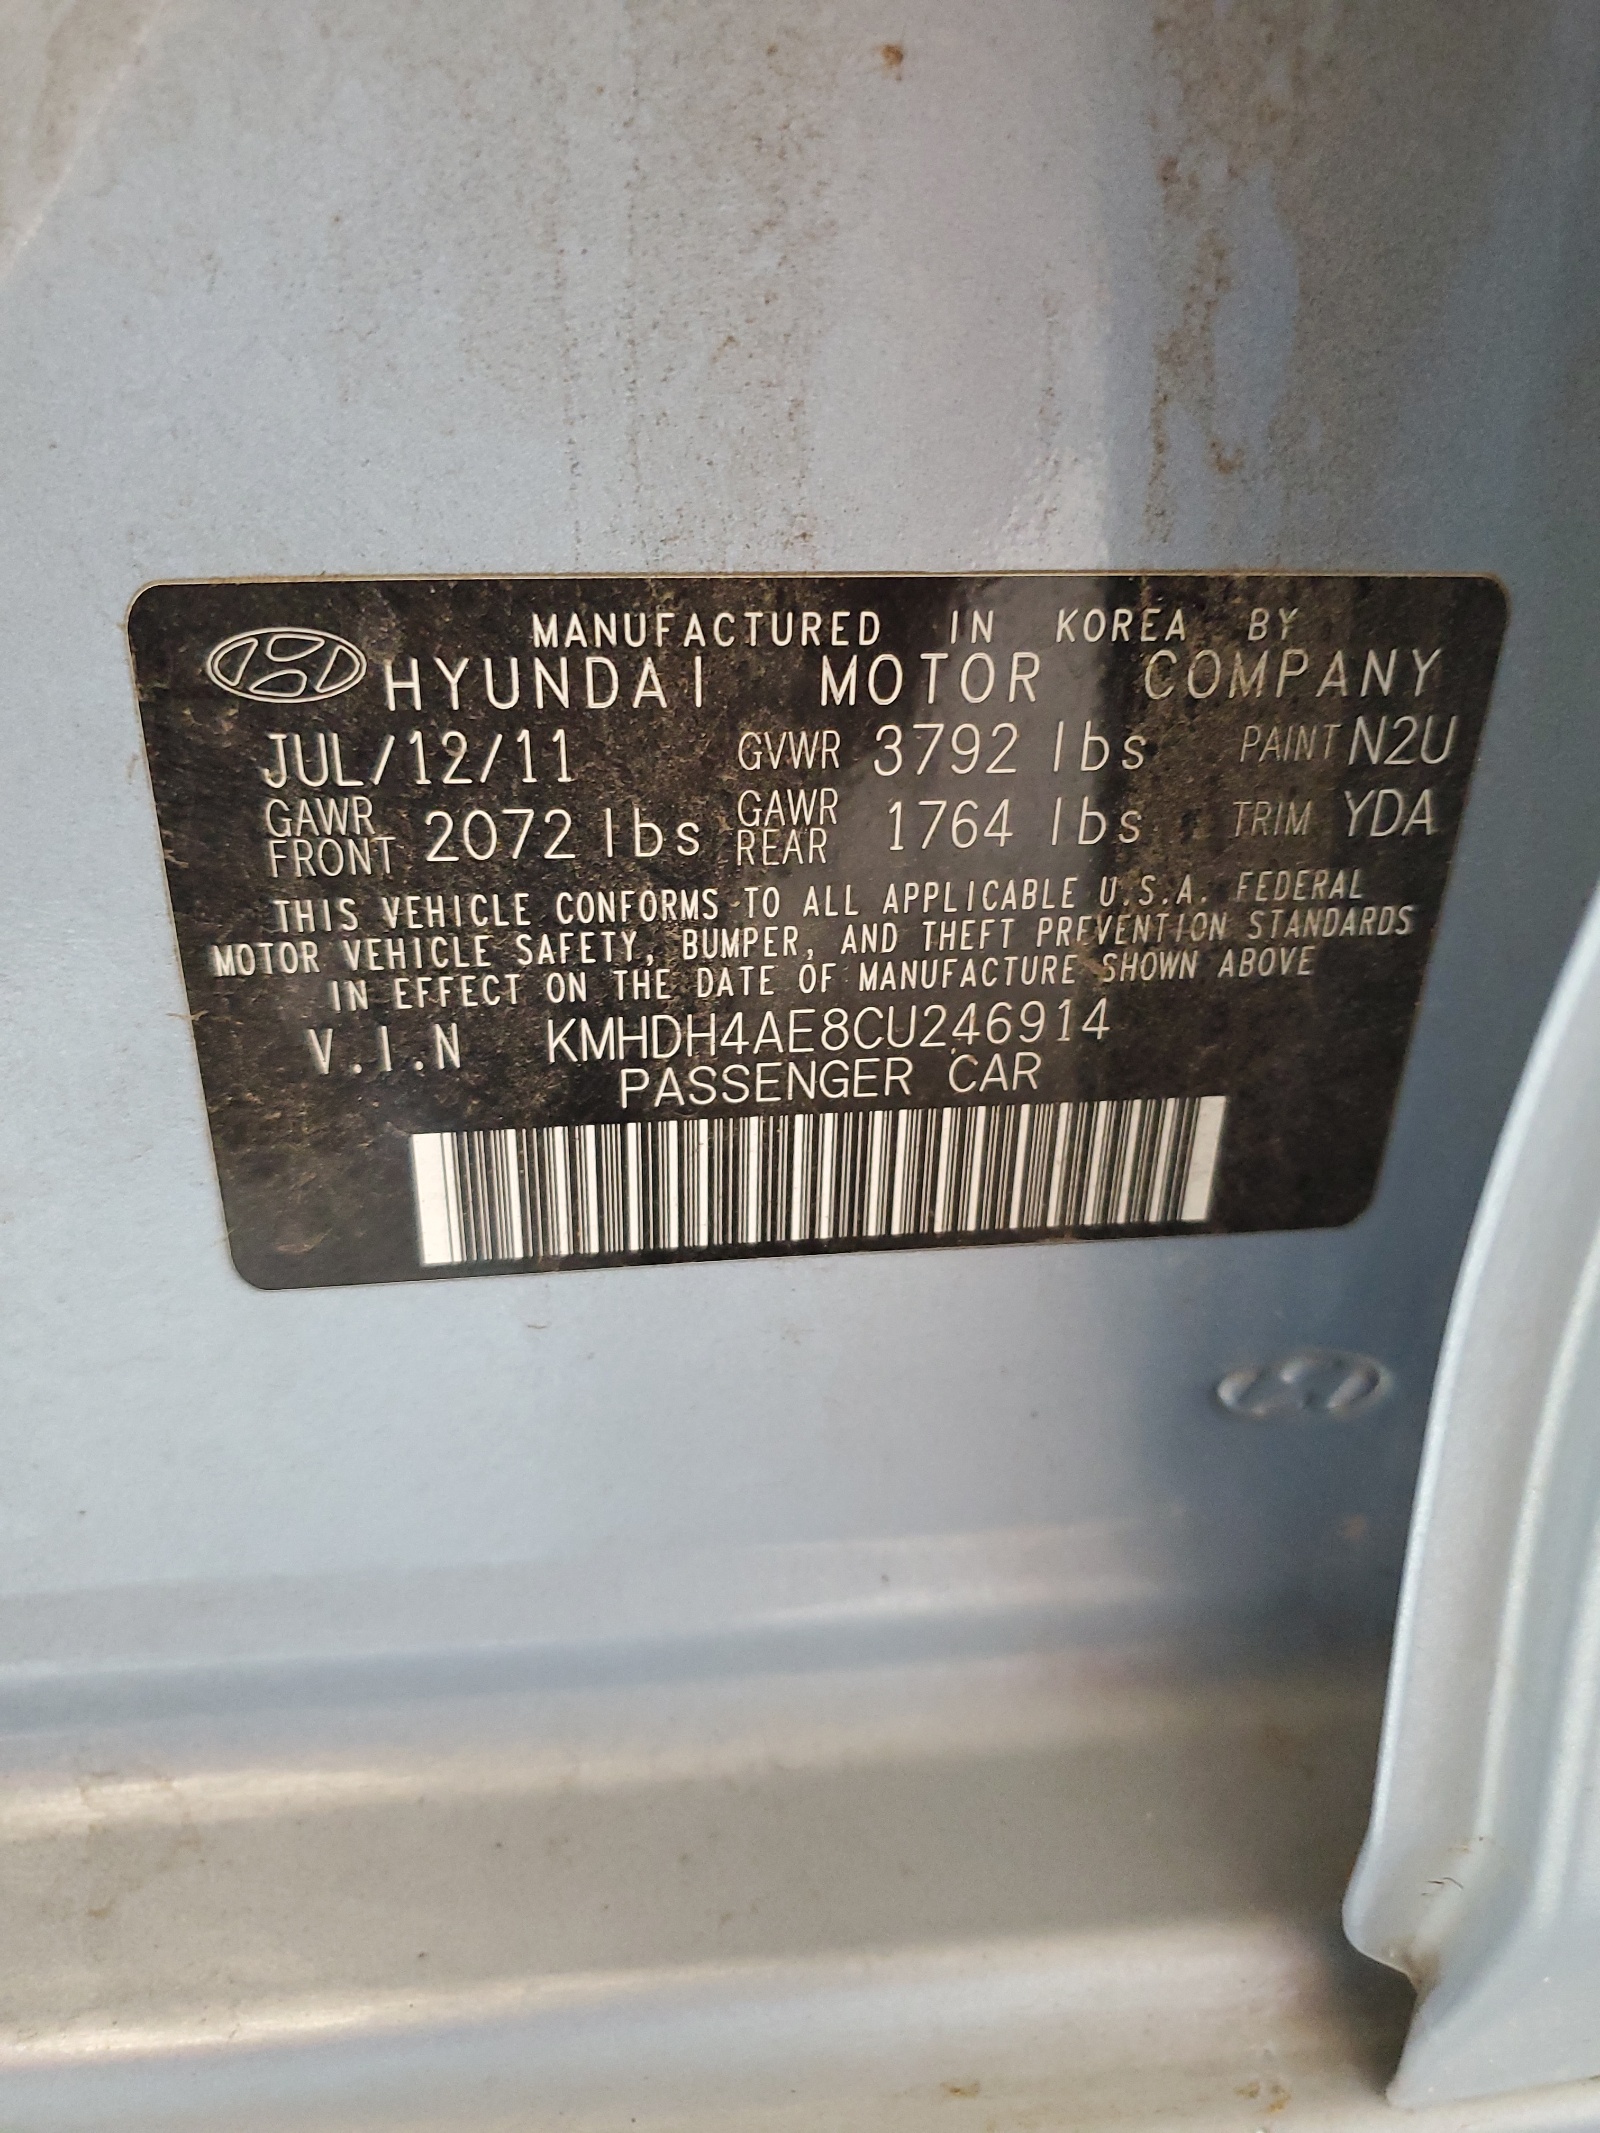 MANUFACTURED IN KOREA BY
HYUNDAI MOTOR COMPANY
JUL/12/11 GVWR 3792 lbs PAINT N2U
GAWR FRONT 2072 lbs GAWR REAR 1764 lbs TRIM YDA
THIS VEHICLE CONFORMS TO ALL APPLICABLE U.S.A. FEDERAL
MOTOR VEHICLE SAFETY, BUMPER, AND THEFT PREVENTION STANDARDS
IN EFFECT ON THE DATE OF MANUFACTURE SHOWN ABOVE
V.I.N KMHDH4AE8CU246914
PASSENGER CAR